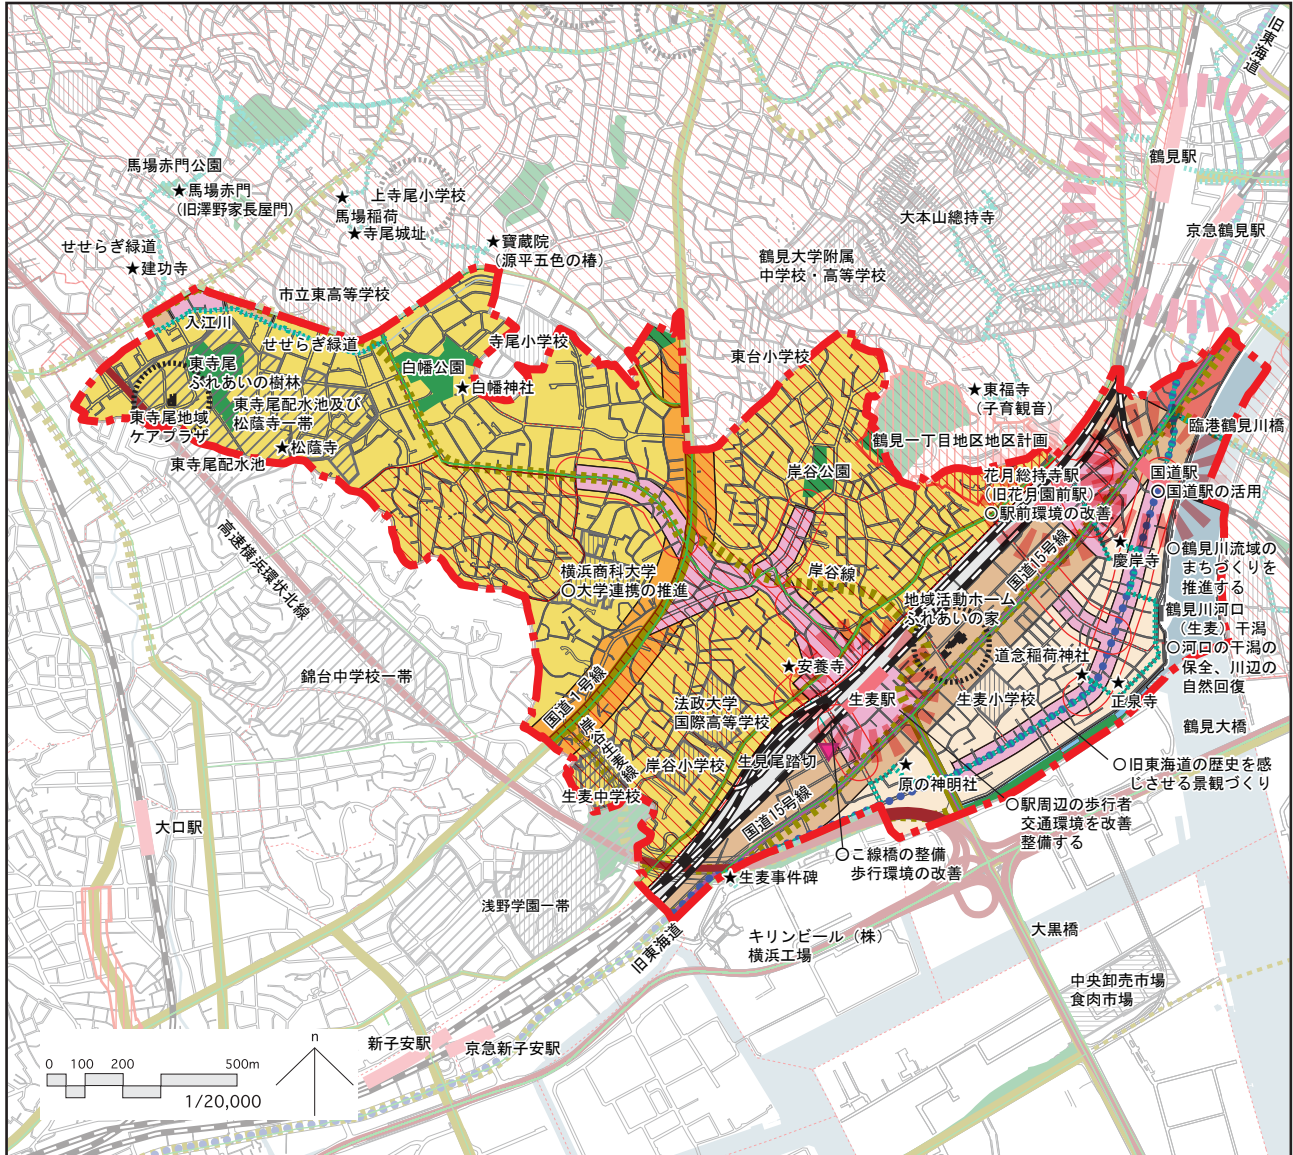 旧東海道
鶴見駅
馬場赤門公園
★馬場赤門
（旧澤野家長屋門）
★
上寺尾小学校
馬場稲荷
★寺尾城址
大本山總持寺
京急鶴見駅
せせらぎ緑道
★建功寺
★寶蔵院
（源平五色の椿）
鶴見大学附属
中学校・高等学校
市立東高等学校
入江川
せせらぎ緑道
寺尾小学校
東台小学校
東寺尾
ふれあいの樹林
白幡公園
★白幡神社
★東福寺
（子育観音）
東寺尾配水池及び
松蔭寺一帯
東寺尾地域
ケアプラザ
★松蔭寺
東寺尾配水池
臨港鶴見川橋
鶴見一丁目地区地区計画
岸谷公園
花月総持寺駅
（旧花月園前駅）
○駅前環境の改善
国道駅
○国道駅の活用
高速横浜環状北線
国道15号線
★
慶岸寺
○鶴見川流域の
まちづくりを
推進する
横浜商科大学
○大学連携の推進
岸谷線
地域活動ホーム
ふれあいの家
鶴見川河口
（生麦）干潟
○河口の干潟の
保全、川辺の
自然回復
錦台中学校一帯
★安養寺
道念稲荷神社
★
★
正泉寺
国道1号線
法政大学
国際高等学校
生麦駅
生麦小学校
鶴見大橋
岸谷生麦線
岸谷小学校
生見尾踏切
★
原の神明社
○旧東海道の歴史を感
じさせる景観づくり
生麦中学校
国道15号線
○駅周辺の歩行者
交通環境を改善
整備する
大口駅
○こ線橋の整備
歩行環境の改善
★生麦事件碑
浅野学園一帯
旧東海道
キリンビール（株）
横浜工場
大黒橋
中央卸売市場
食肉市場
新子安駅
京急新子安駅
n
0 100 200 500m
1/20,000